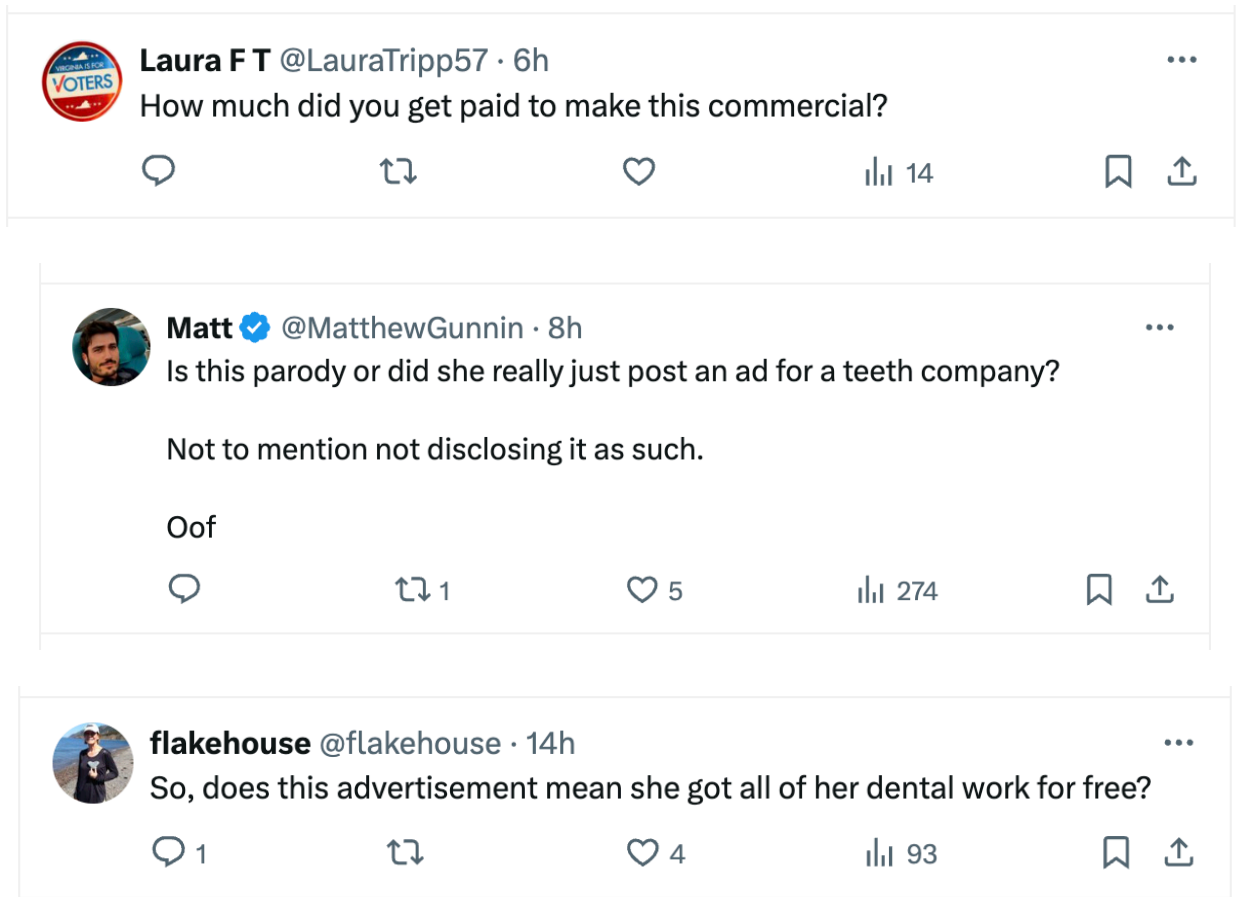 Laura F T @LauraTripp57 · 6h
VIRGINIA IS FOR
VOTERS
How much did you get paid to make this commercial?
14
Matt @MatthewGunnin · 8h
Is this parody or did she really just post an ad for a teeth company?
Not to mention not disclosing it as such.
Oof
1 5 274
flakehouse @flakehouse · 14h
So, does this advertisement mean she got all of her dental work for free?
1 4 93